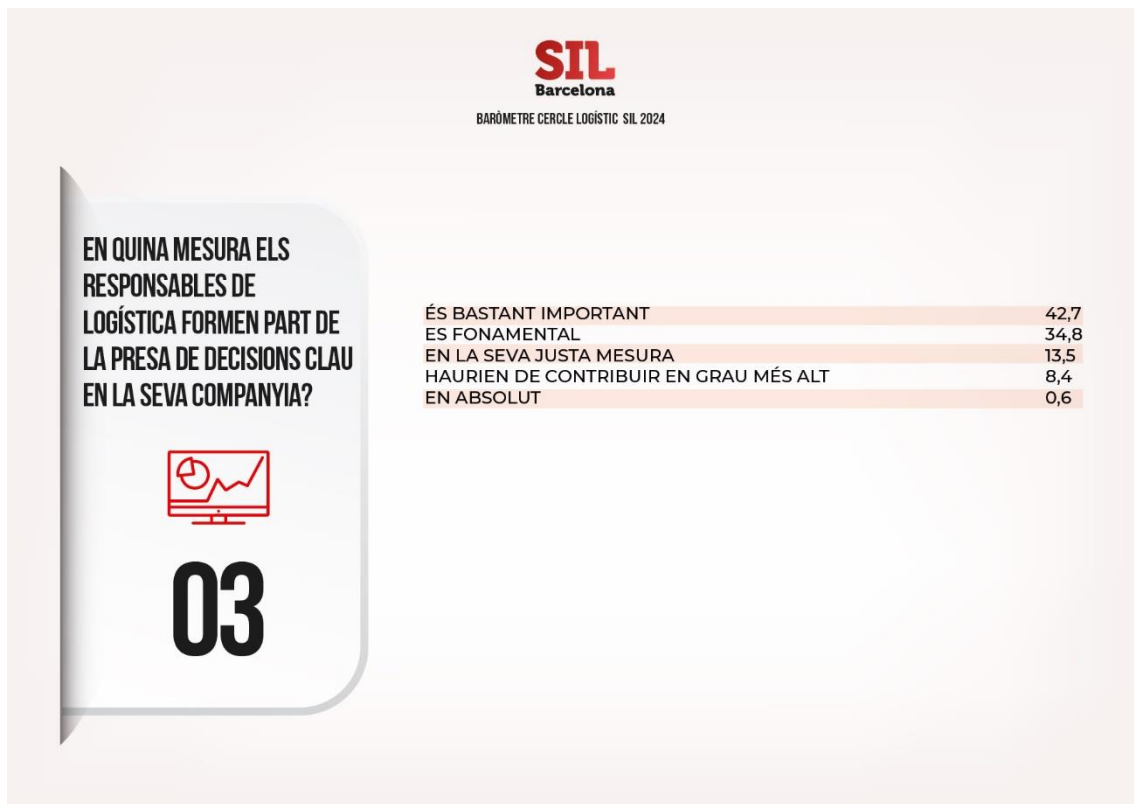 SIL
Barcelona
BARÒMETRE CERCLE LOGÍSTIC SIL 2024
EN QUINA MESURA ELS
RESPONSABLES DE
LOGÍSTICA FORMEN PART DE
LA PRESA DE DECISIONS CLAU
EN LA SEVA COMPANYIA?
03
ÉS BASTANT IMPORTANT 42,7
ES FONAMENTAL 34,8
EN LA SEVA JUSTA MESURA 13,5
HAURIEN DE CONTRIBUIR EN GRAU MÉS ALT 8,4
EN ABSOLUT 0,6